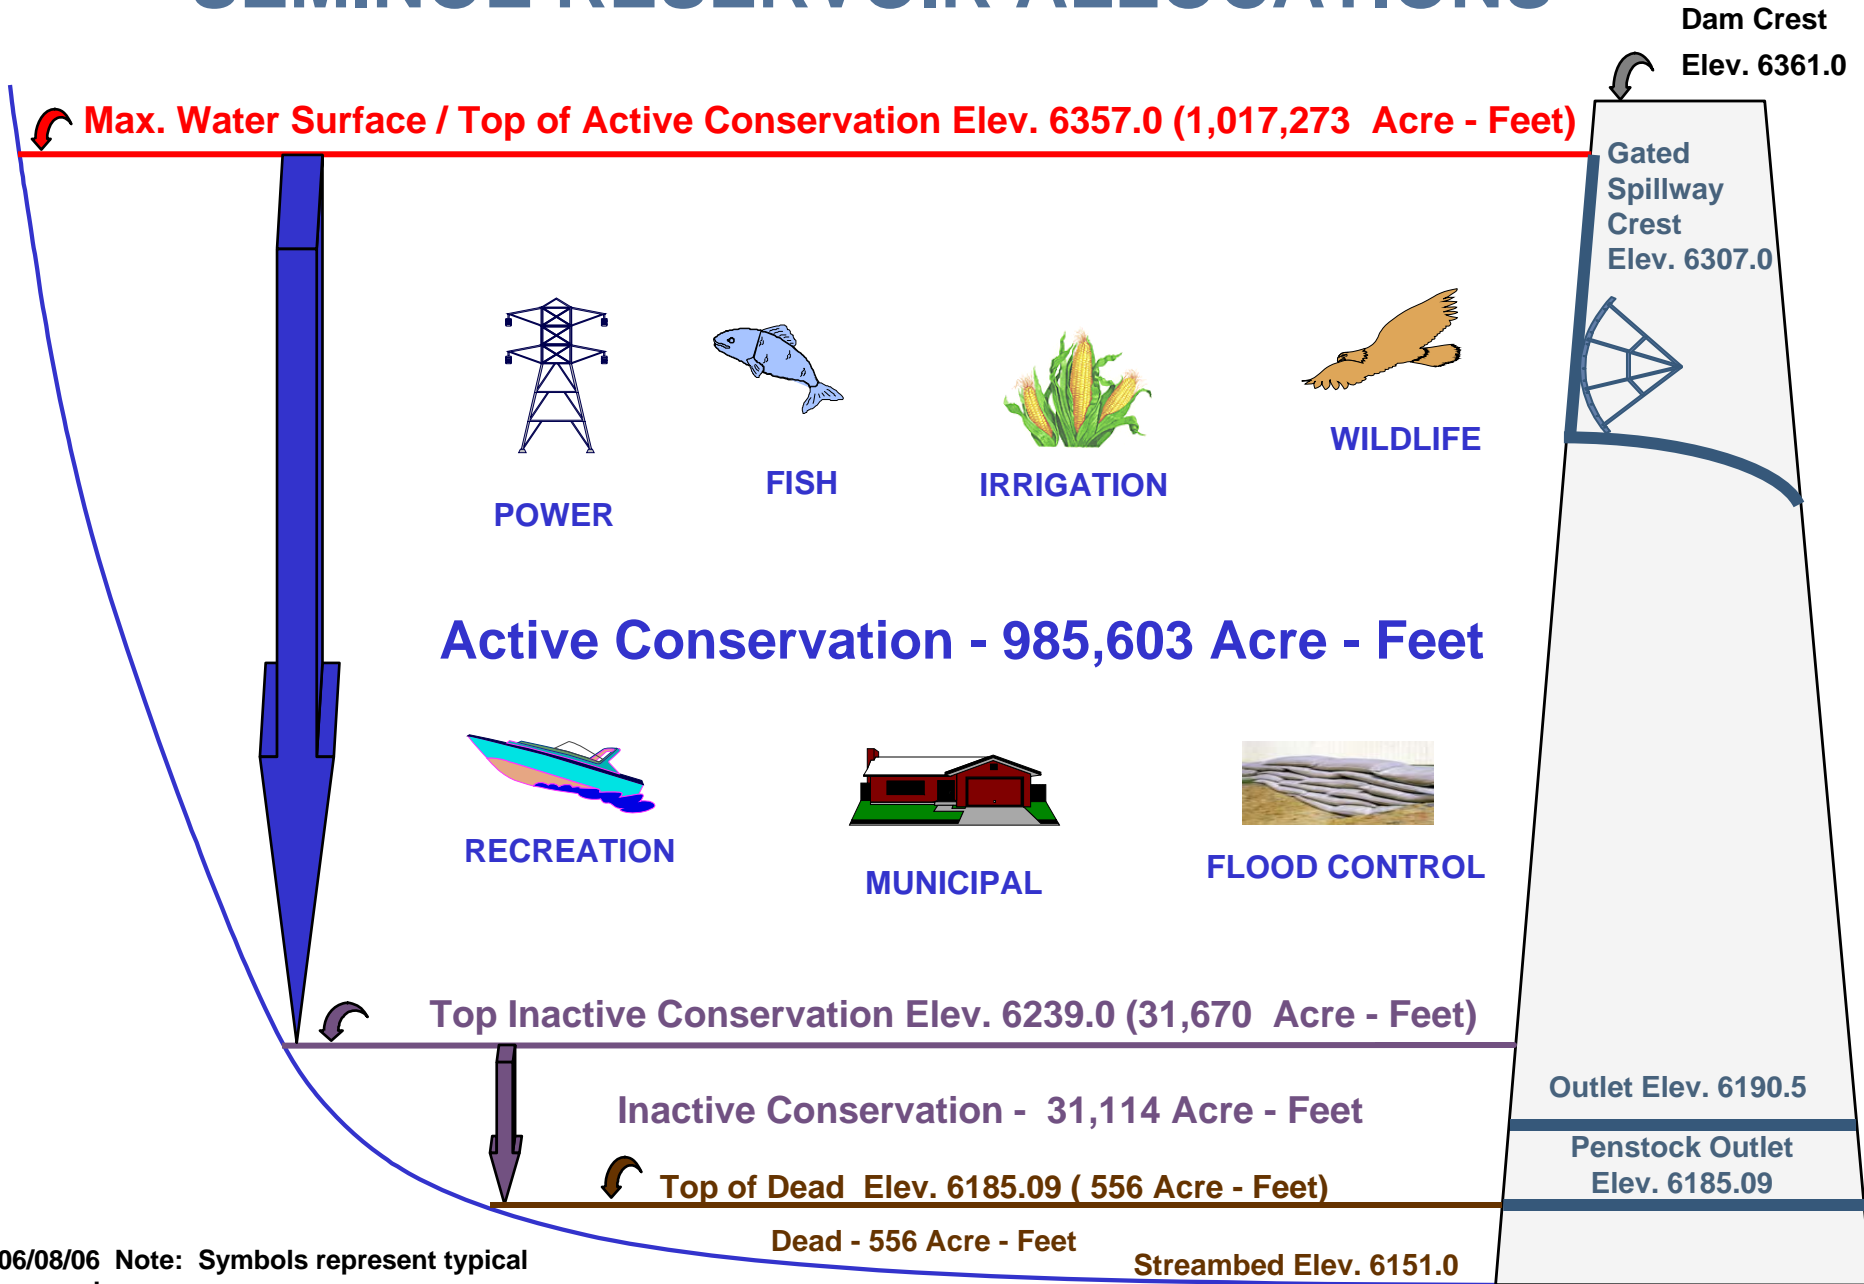 SEMINOE RESERVOIR ALLOCATIONS
Dam Crest
Elev. 6361.0
Max. Water Surface / Top of Active Conservation Elev. 6357.0 (1,017,273 Acre - Feet)
Gated
Spillway
Crest
Elev. 6307.0
POWER
FISH
IRRIGATION
WILDLIFE
Active Conservation - 985,603 Acre - Feet
RECREATION
MUNICIPAL
FLOOD CONTROL
Top Inactive Conservation Elev. 6239.0 (31,670 Acre - Feet)
Inactive Conservation - 31,114 Acre - Feet
Outlet Elev. 6190.5
Penstock Outlet
Elev. 6185.09
Top of Dead Elev. 6185.09 ( 556 Acre - Feet)
Dead - 556 Acre - Feet
Streambed Elev. 6151.0
06/08/06 Note: Symbols represent typical